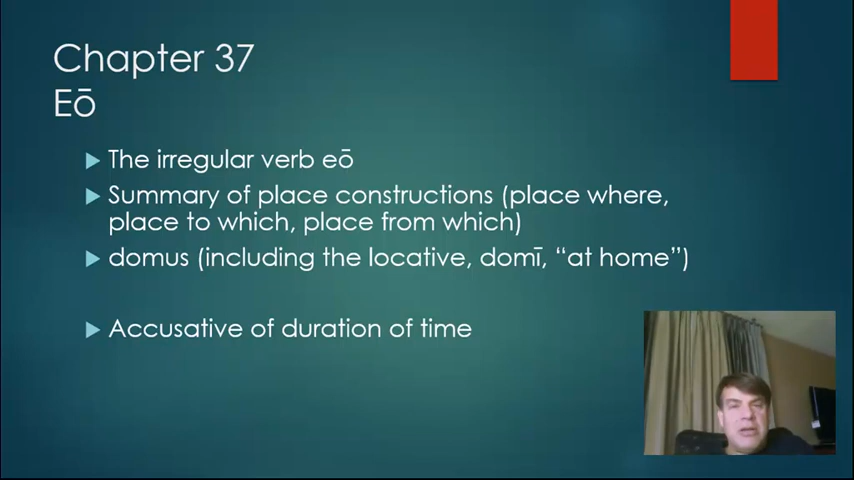 Chapter 37
Eō
The irregular verb eō
Summary of place constructions (place where,
place to which, place from which)
domus (including the locative, domī, “at home”)
Accusative of duration of time